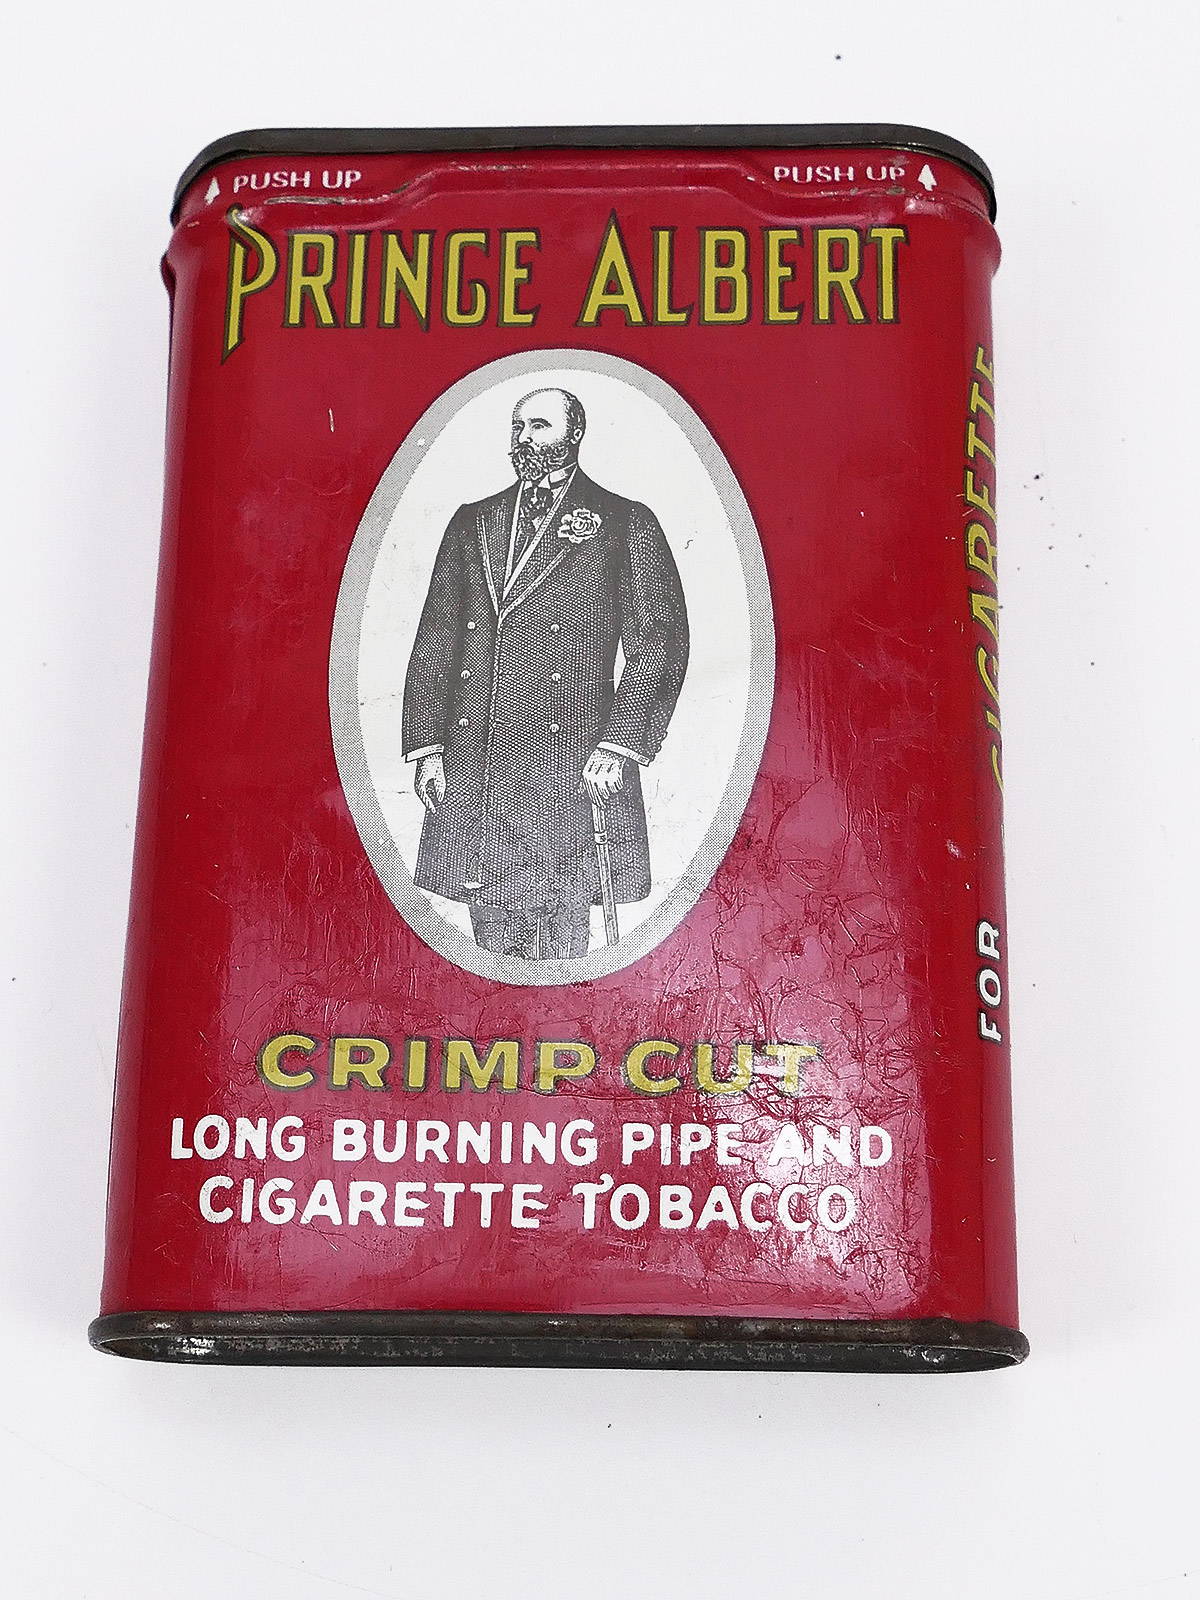 PUSH UP
PUSH UP
PRINCE ALBERT
CRIMP CUT
LONG BURNING PIPE AND
CIGARETTE TOBACCO
FOR CIGARETTE